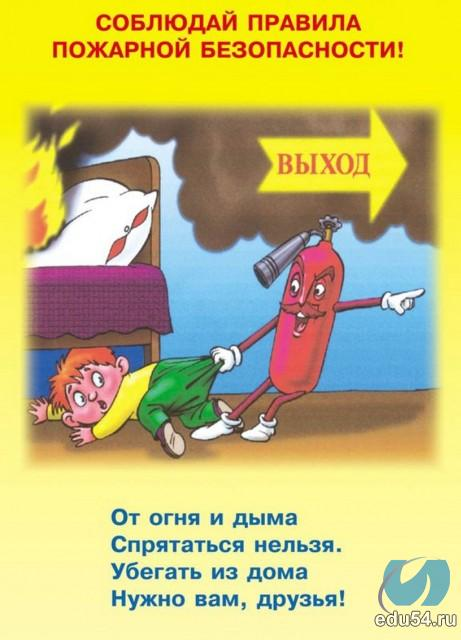 СОБЛЮДАЙ ПРАВИЛА
ПОЖАРНОЙ БЕЗОПАСНОСТИ!
ВЫХОД
От огня и дыма
Спрятаться нельзя.
Убегать из дома
Нужно вам, друзья!
edu54.ru